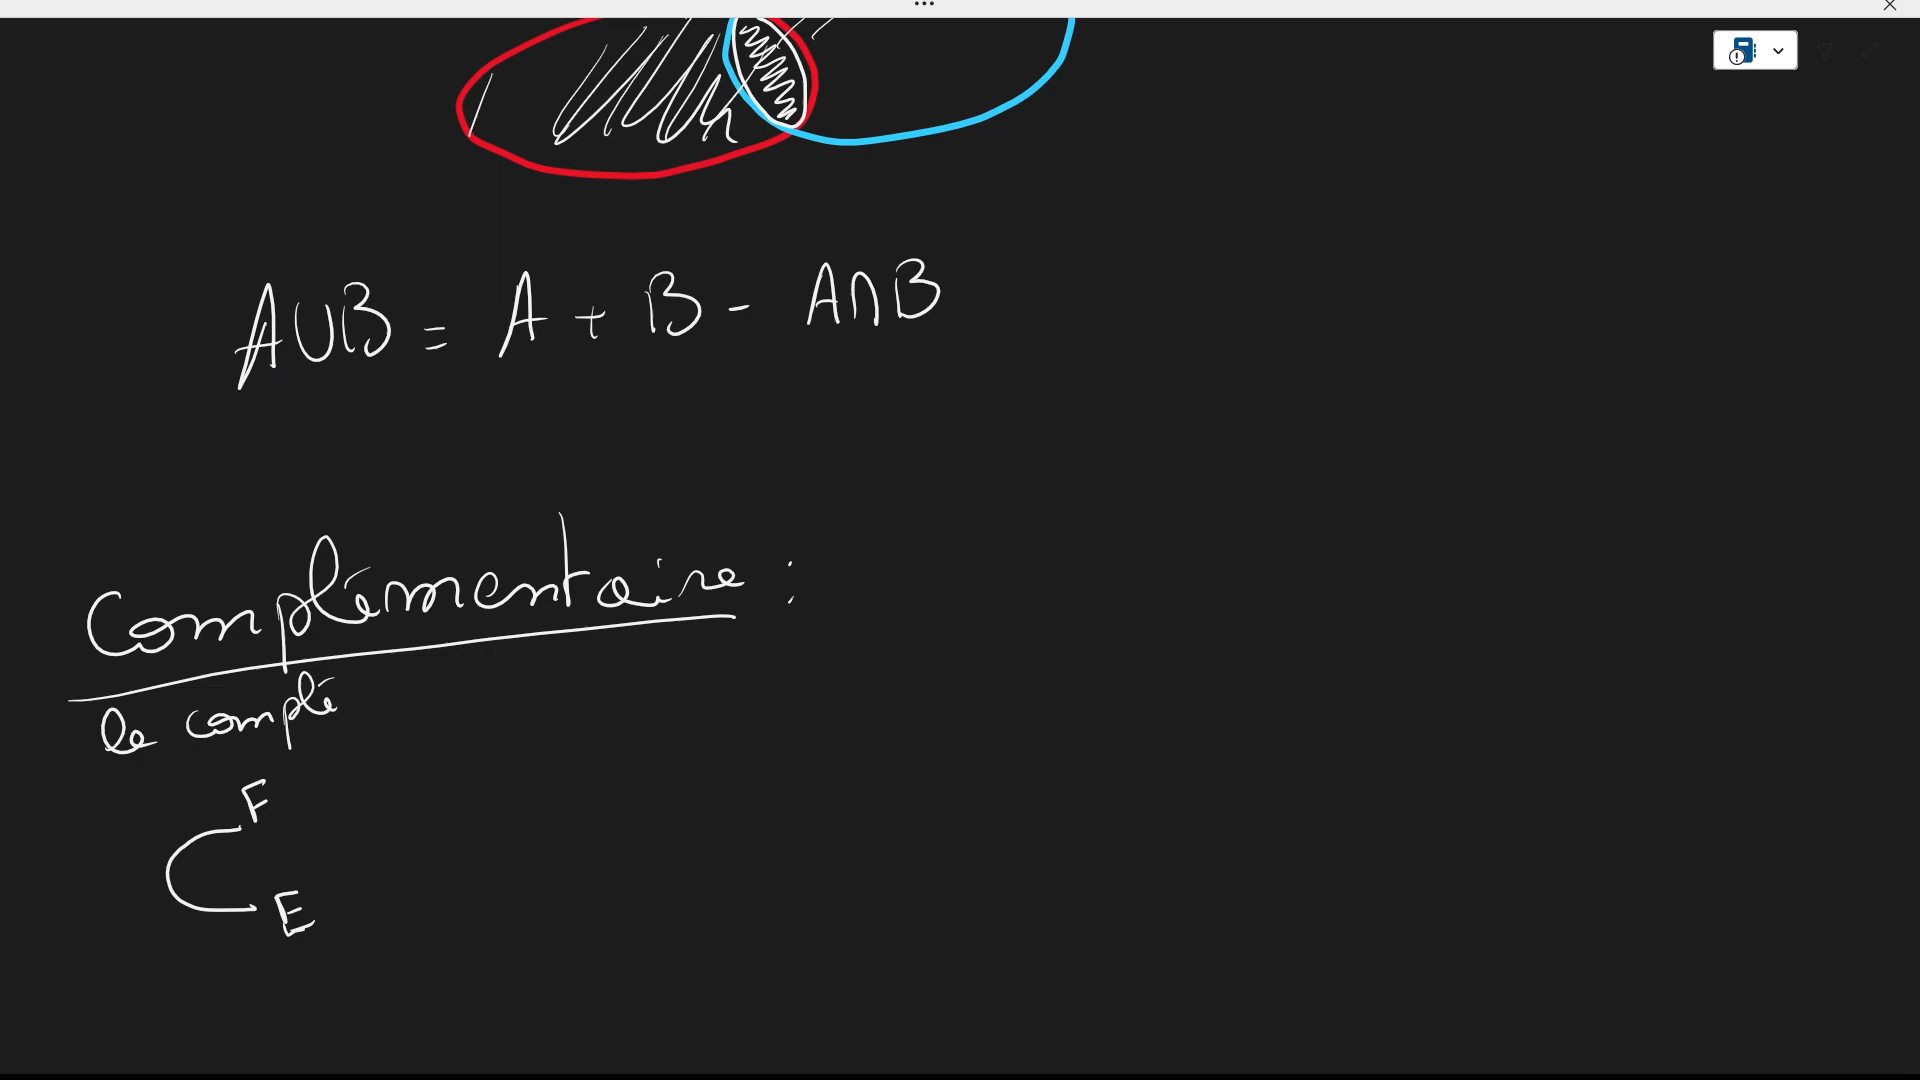 A∪B = A + B - A∩B
Complémentaire :
le complé
C F E